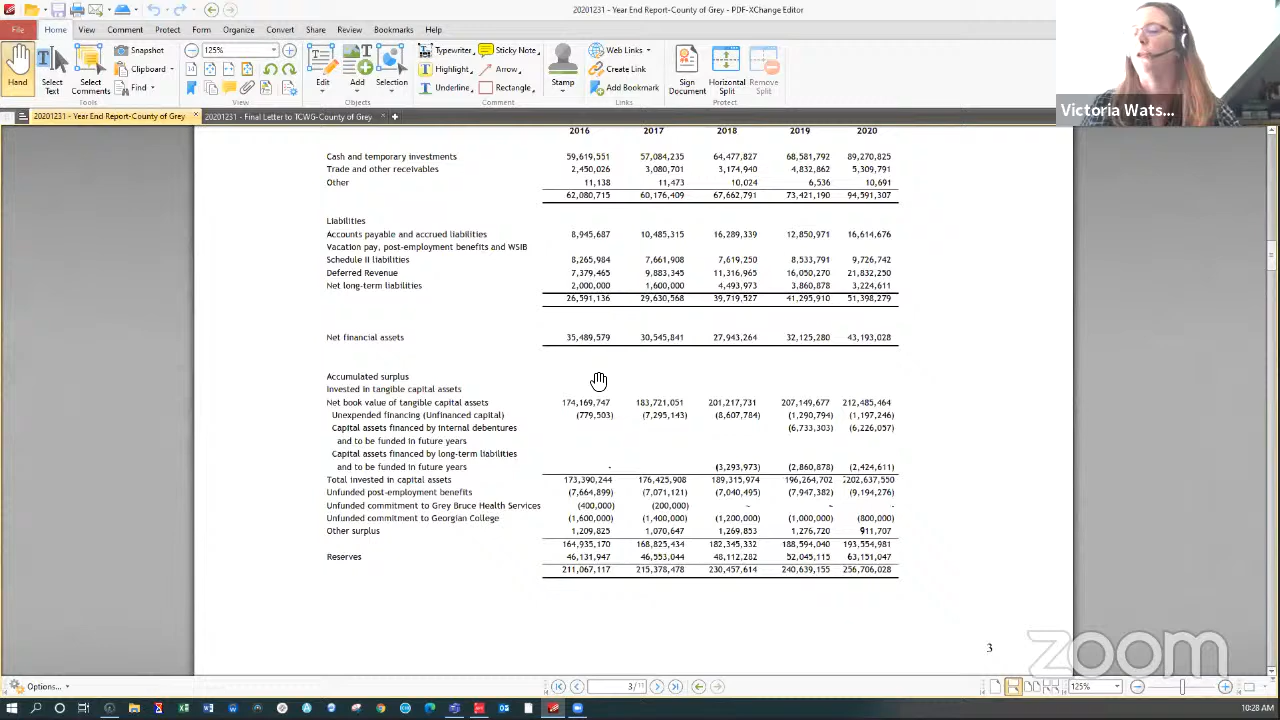 20201231 - Year End Report-County of Grey - PDF-XChange Editor
File Home View Comment Protect Form Organize Convert Share Review Bookmarks Help
Hand
Select Text
Select Comments
Snapshot
Clipboard
Find
Tools
125%
View
Edit
Add
Selection
Objects
Typewriter
Highlight
Underline
Sticky Note
Arrow
Rectangle
Stamp
Comment
Web Links
Create Link
Add Bookmark
Links
Sign Document
Horizontal Split
Remove Split
Protect
Victoria Wats...
20201231 - Year End Report-County of Grey
20201231 - Final Letter to TCWG-County of Grey
2016 2017 2018 2019 2020
Cash and temporary investments 59,619,551 57,084,235 64,477,827 68,581,792 89,270,825
Trade and other receivables 2,450,026 3,080,701 3,174,940 4,832,862 5,309,791
Other 11,138 11,473 10,024 6,536 10,691
62,080,715 60,176,409 67,662,791 73,421,190 94,591,307
Liabilities
Accounts payable and accrued liabilities 8,945,687 10,485,315 16,289,339 12,850,971 16,614,676
Vacation pay, post-employment benefits and WSIB
Schedule II liabilities 8,265,984 7,661,908 7,619,250 8,533,791 9,726,742
Deferred Revenue 7,379,465 9,883,345 11,316,965 16,050,270 21,832,250
Net long-term liabilities 2,000,000 1,600,000 4,493,973 3,860,878 3,224,611
26,591,136 29,630,568 39,719,527 41,295,910 51,398,279
Net financial assets 35,489,579 30,545,841 27,943,264 32,125,280 43,193,028
Accumulated surplus
Invested in tangible capital assets
Net book value of tangible capital assets 174,169,747 183,721,051 201,217,731 207,149,677 212,485,464
Unexpended financing (Unfinanced capital) (779,503) (7,295,143) (8,607,784) (1,290,794) (1,197,246)
Capital assets financed by internal debentures (6,733,303) (6,226,057)
and to be funded in future years
Capital assets financed by long-term liabilities
and to be funded in future years - (3,293,973) (2,860,878) (2,424,611)
Total invested in capital assets 173,390,244 176,425,908 189,315,974 196,264,702 202,637,550
Unfunded post-employment benefits (7,664,899) (7,071,121) (7,040,495) (7,947,382) (9,194,276)
Unfunded commitment to Grey Bruce Health Services (400,000) (200,000) - - -
Unfunded commitment to Georgian College (1,600,000) (1,400,000) (1,200,000) (1,000,000) (800,000)
Other surplus 1,209,825 1,070,647 1,269,853 1,276,720 911,707
164,935,170 168,825,434 182,345,332 188,594,040 193,554,981
Reserves 46,131,947 46,553,044 48,112,282 52,045,115 63,151,047
211,067,117 215,378,478 230,457,614 240,639,155 256,706,028
3
zoom
Options...
3 / 11
125%
10:28 AM